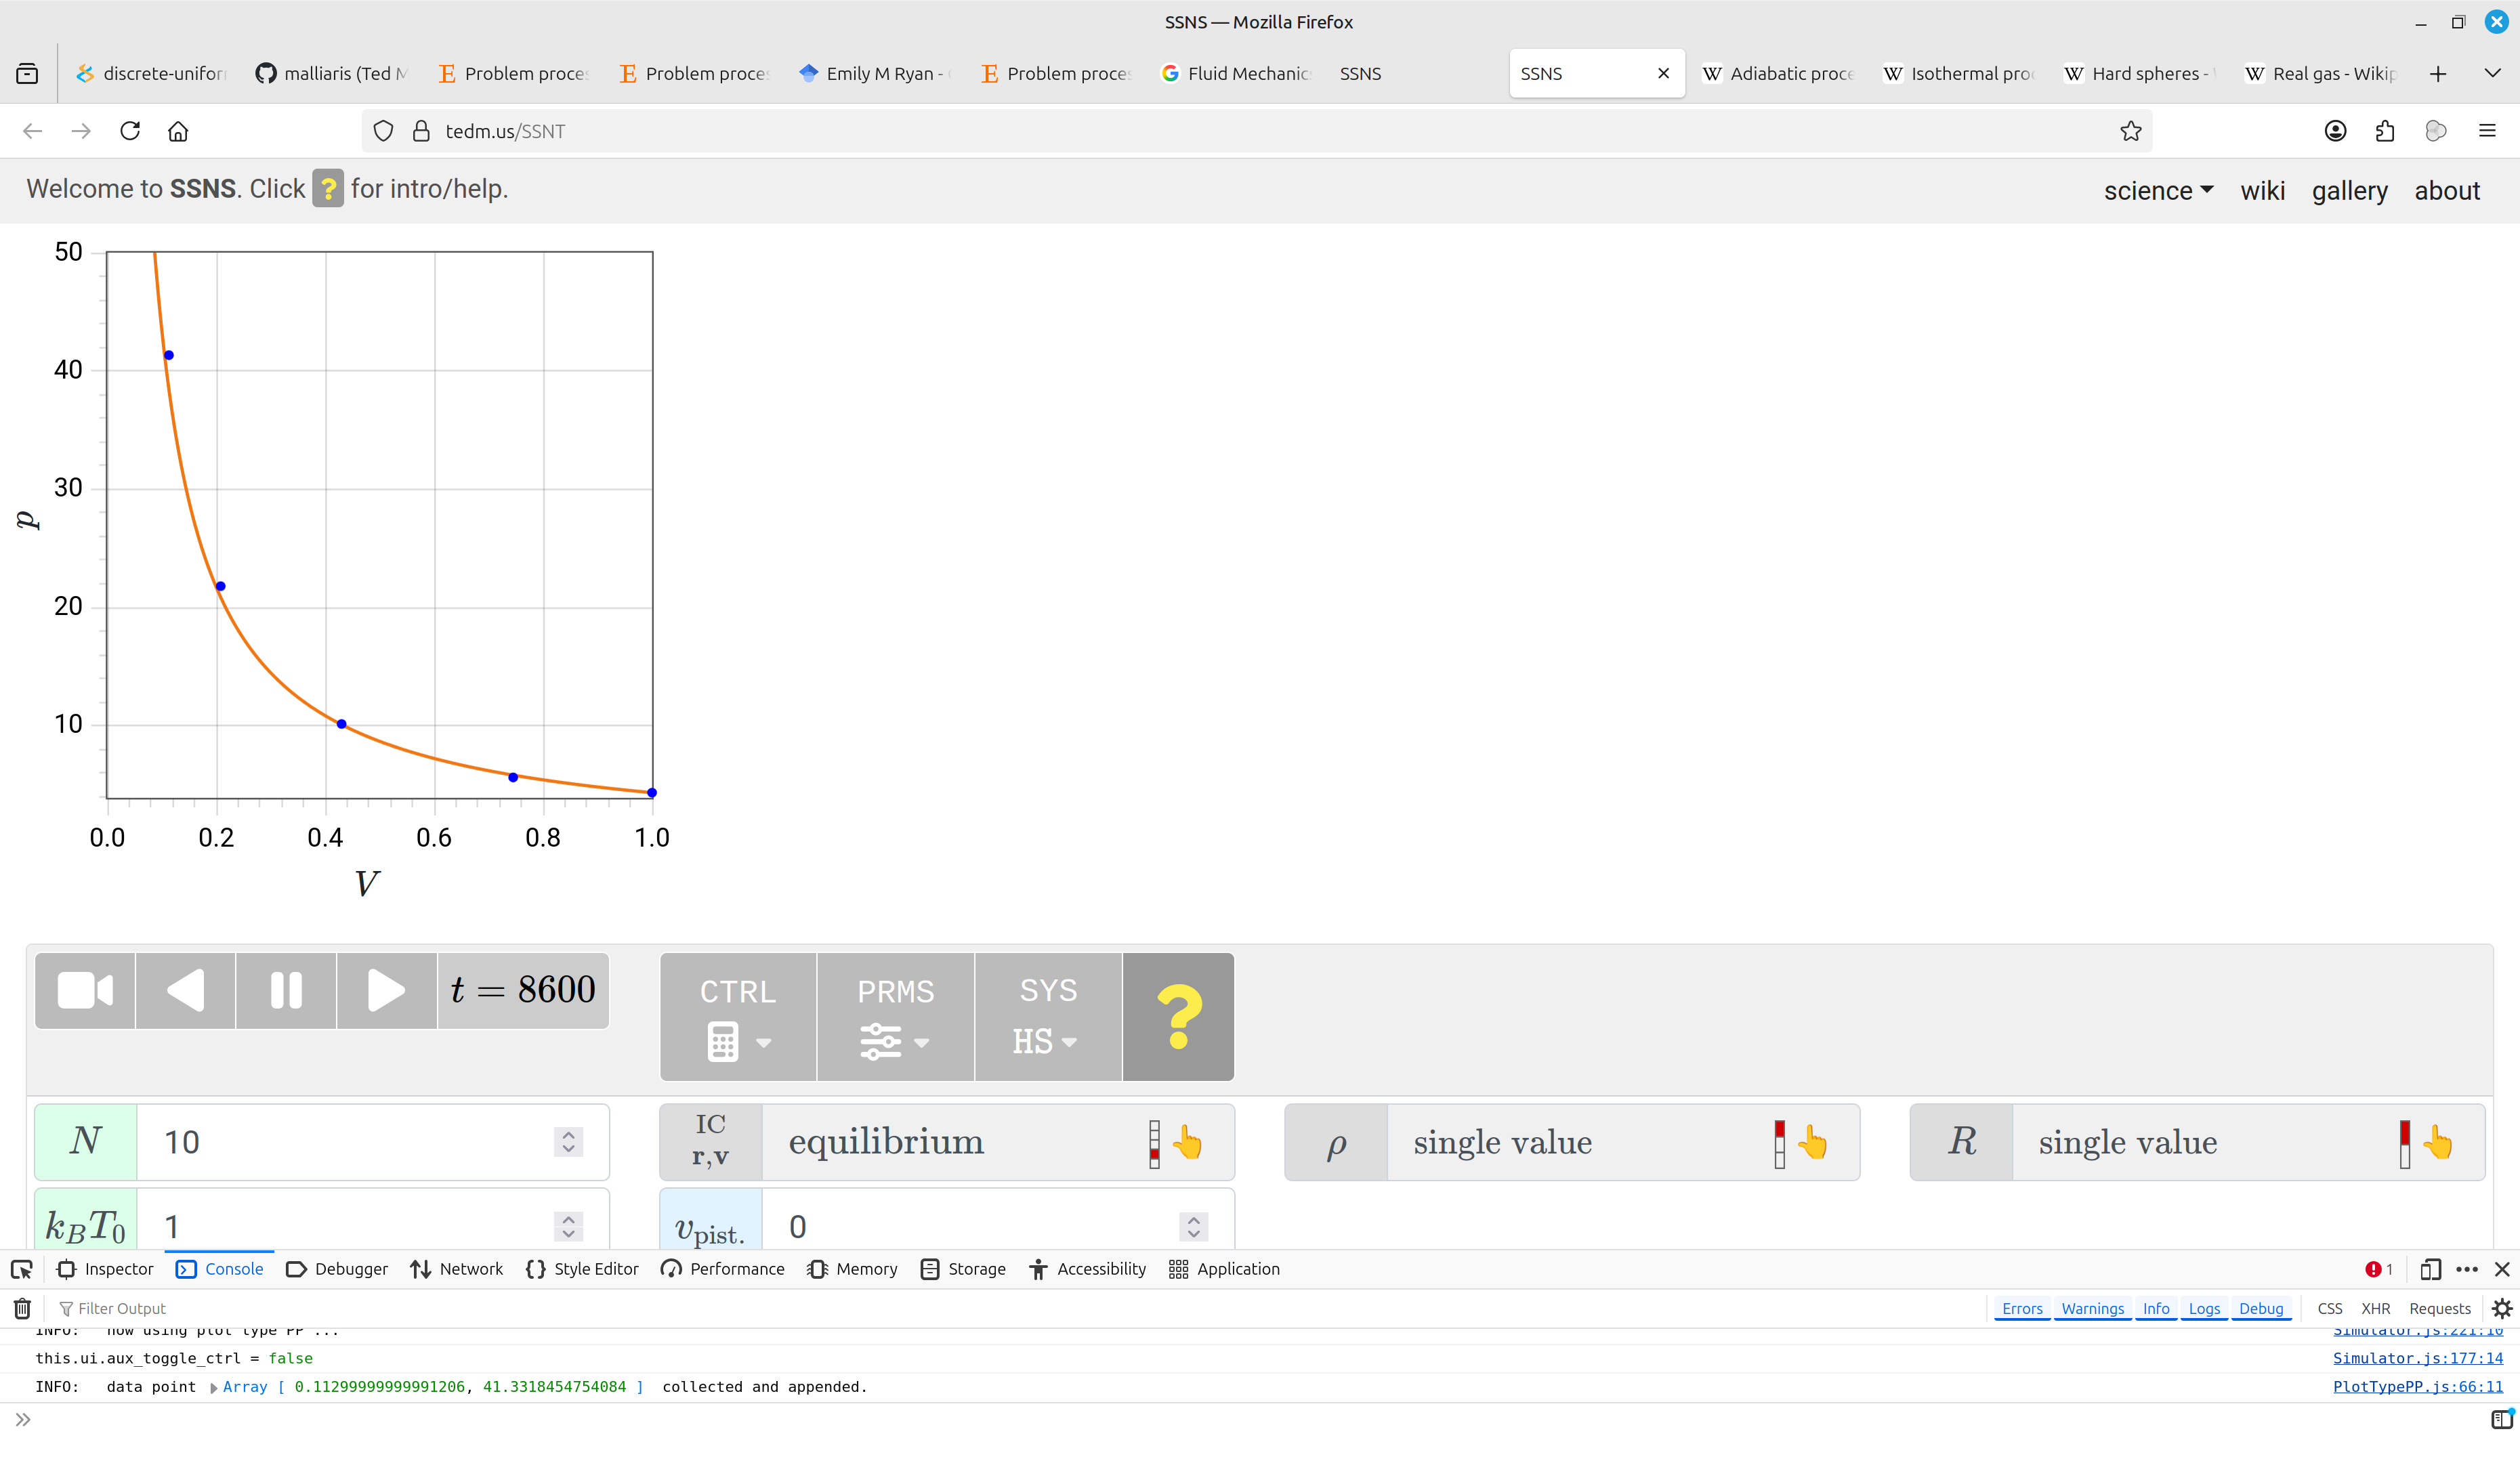 SSNS — Mozilla Firefox
discrete-unifor
malliaris (Ted M
Problem proce
Problem proce
Emily M Ryan -
Problem proce
Fluid Mechanic
SSNS
SSNS
Adiabatic proce
Isothermal pro
Hard spheres -
Real gas - Wikip
tedm.us/SSNT
Welcome to SSNS. Click ? for intro/help.
science wiki gallery about
50
40
30
20
10
p
0.0 0.2 0.4 0.6 0.8 1.0
V
t = 8600
CTRL PRMS SYS
HS
?
N 10
IC r,v equilibrium
ρ single value
R single value
k_B T_0 1
v_pist. 0
Inspector Console Debugger Network Style Editor Performance Memory Storage Accessibility Application 1
Filter Output Errors Warnings Info Logs Debug CSS XHR Requests
INFO: now using plot type PP ... Simulator.js:221:10
this.ui.aux_toggle_ctrl = false Simulator.js:177:14
INFO: data point Array [ 0.11299999999991206, 41.3318454754084 ] collected and appended. PlotTypePP.js:66:11